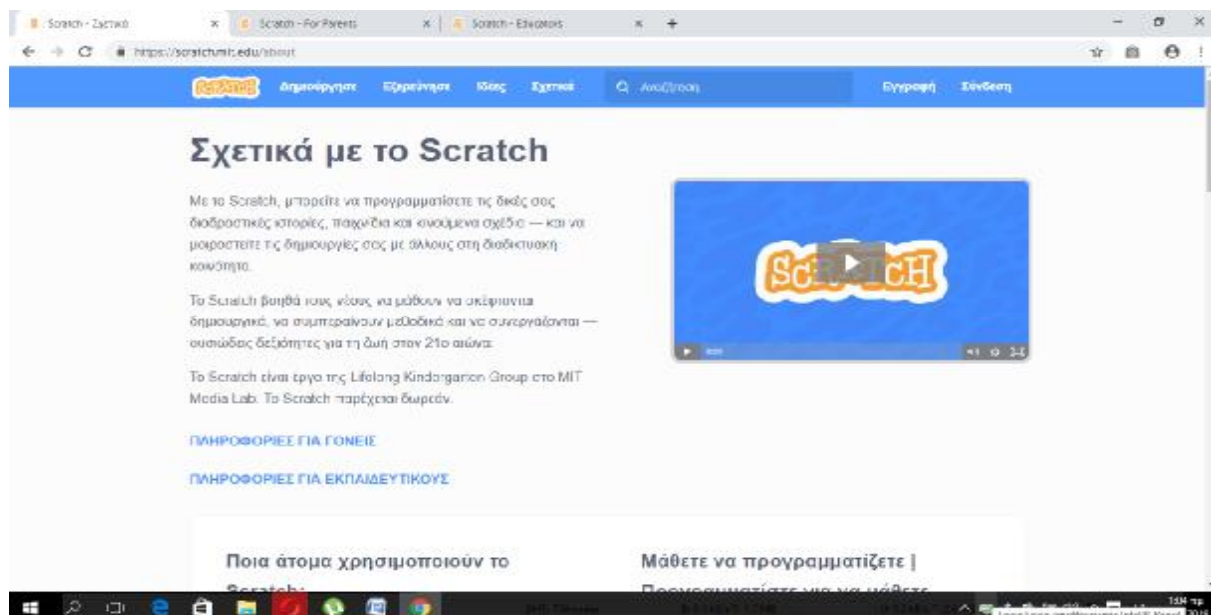 Scratch - Σχετικά
Scratch - For Parents
Scratch - Educators
https://scratch.mit.edu/about
SCRATCH Δημιούργησε Εξερεύνησε Ιδέες Σχετικά Αναζήτηση Εγγραφή Σύνδεση
Σχετικά με το Scratch
Με το Scratch, μπορείτε να προγραμματίσετε τις δικές σας
διαδραστικές ιστορίες, παιχνίδια και κινούμενα σχέδια — και να
μοιραστείτε τις δημιουργίες σας με άλλους στη διαδικτυακή
κοινότητα.
Το Scratch βοηθά τους νέους να μάθουν να σκέφτονται
δημιουργικά, να συμπεραίνουν μεθοδικά και να συνεργάζονται —
ουσιώδεις δεξιότητες για τη ζωή στον 21ο αιώνα.
Το Scratch είναι έργο της Lifelong Kindergarten Group στο MIT
Media Lab. Το Scratch παρέχεται δωρεάν.
SCRATCH
ΠΛΗΡΟΦΟΡΙΕΣ ΓΙΑ ΓΟΝΕΙΣ
ΠΛΗΡΟΦΟΡΙΕΣ ΓΙΑ ΕΚΠΑΙΔΕΥΤΙΚΟΥΣ
Ποια άτομα χρησιμοποιούν το
Scratch;
Μάθετε να προγραμματίζετε |
Προγραμματίστε για να μάθετε